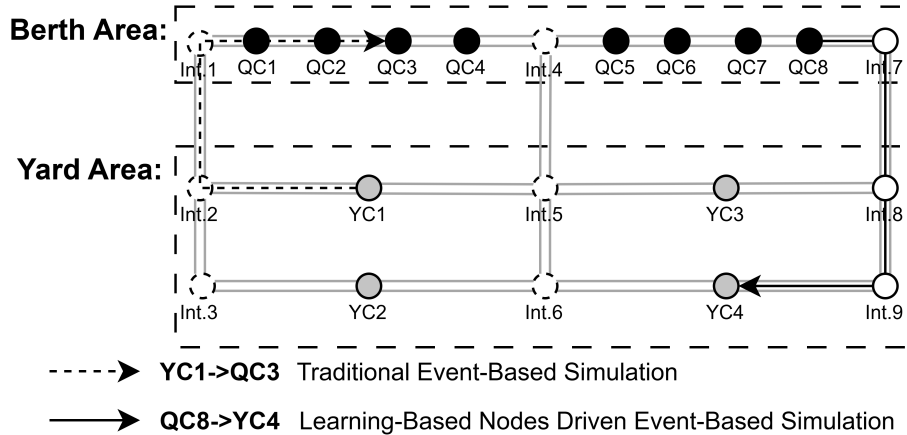 Berth Area:
Int.1 QC1 QC2 QC3 QC4 Int.4 QC5 QC6 QC7 QC8 Int.7
Yard Area:
Int.2 YC1 Int.5 YC3 Int.8
Int.3 YC2 Int.6 YC4 Int.9
YC1->QC3 Traditional Event-Based Simulation
QC8->YC4 Learning-Based Nodes Driven Event-Based Simulation